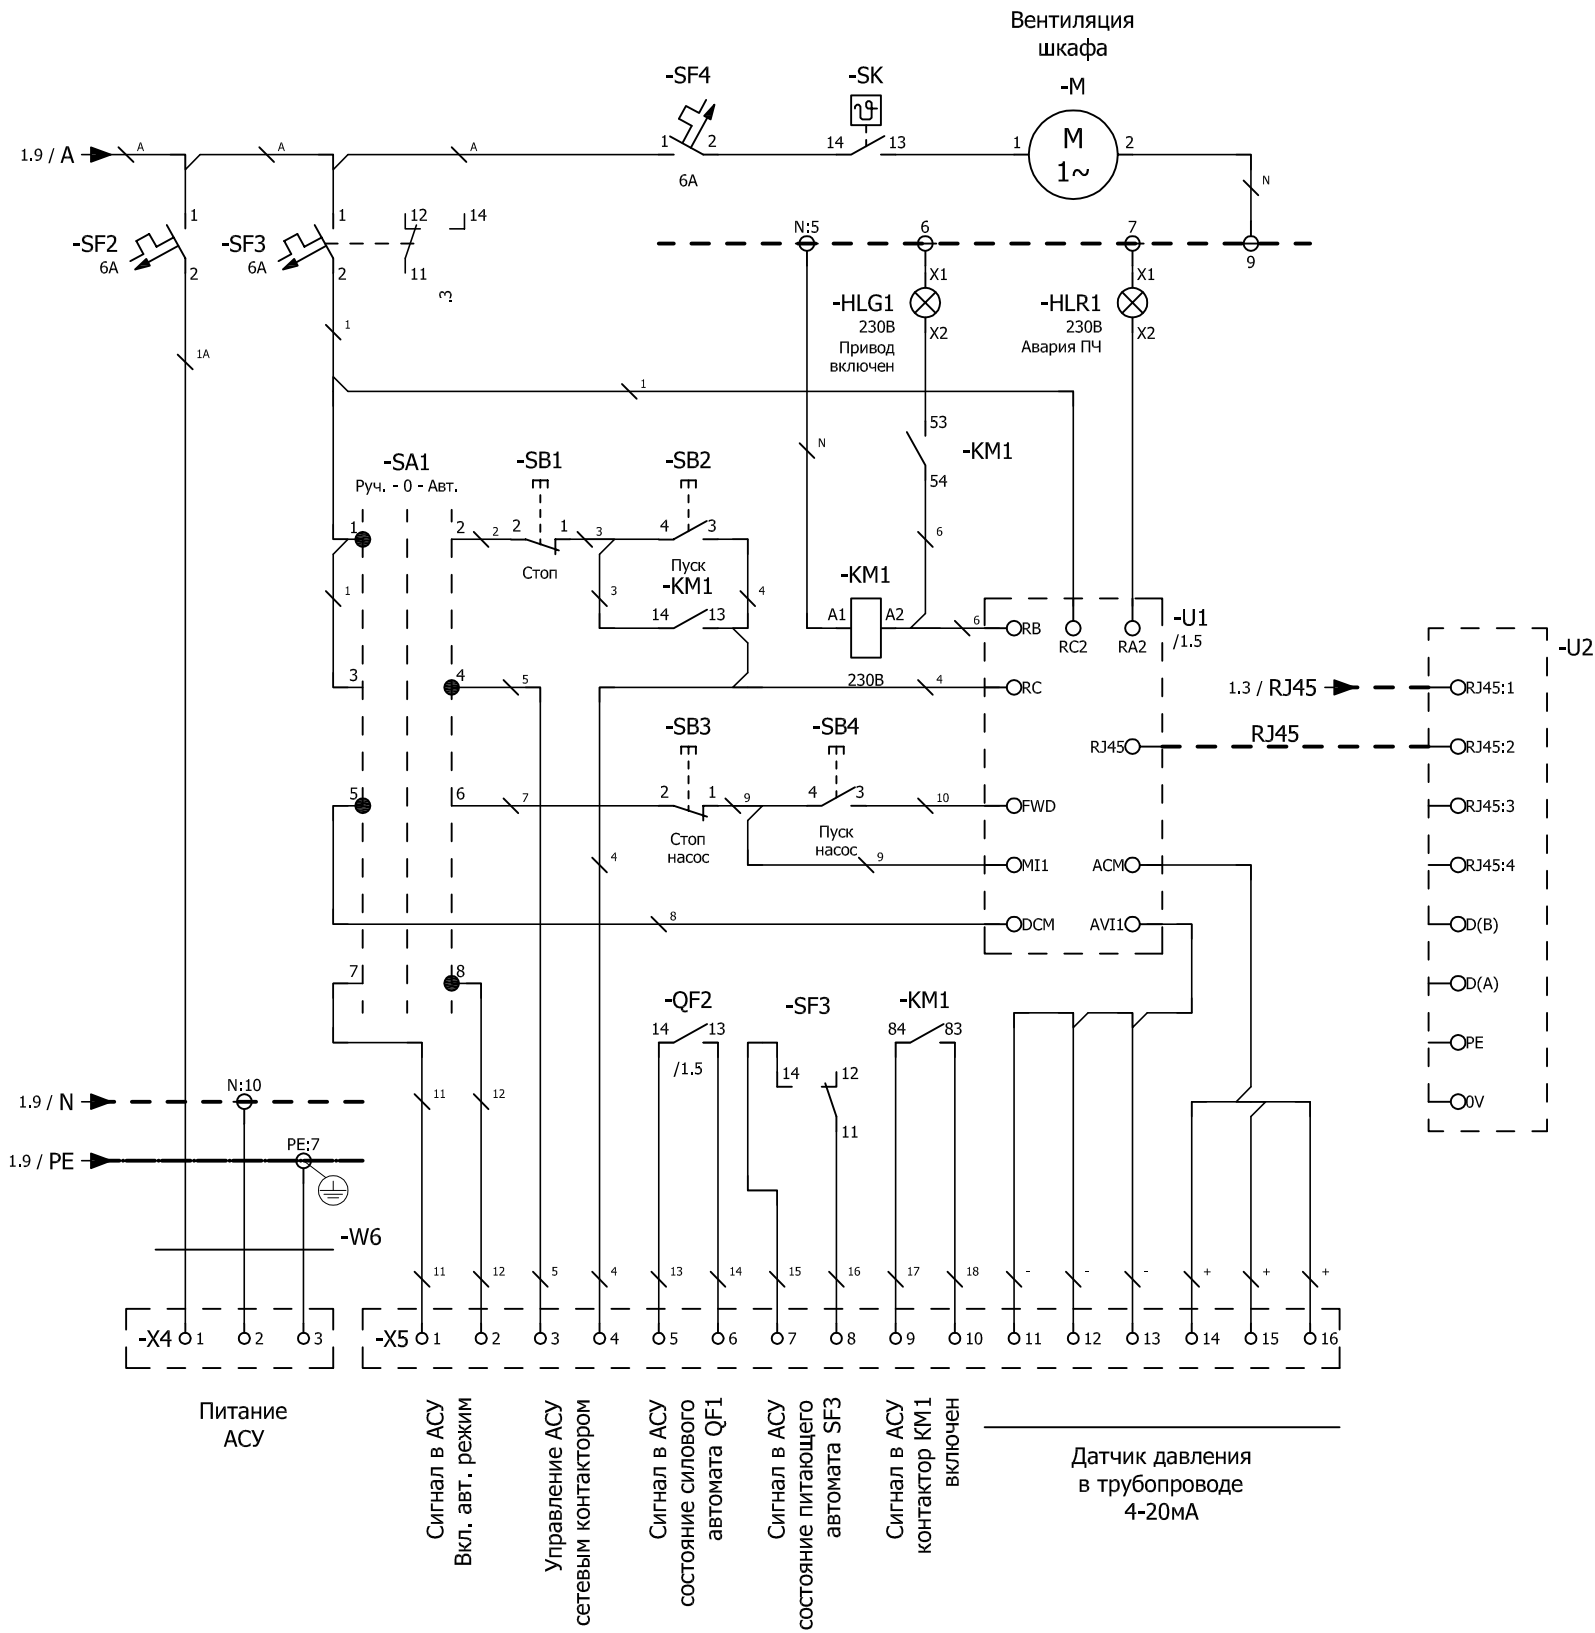 Вентиляция
шкафа
-M
-SF4
-SK
1.9 / A
A
A
A
1
2
6A
14
13
1
M
1~
2
N
-SF2
6A
1
2
-SF3
6A
1
2
12
14
11
.3
N:5
6
7
9
X1
-HLG1
230В
Привод
включен
X2
X1
-HLR1
230В
Авария ПЧ
X2
1A
1
1
N
53
-KM1
54
6
-SA1
Руч. - 0 - Авт.
-SB1
-SB2
1
2
2
2
1
3
4
3
Стоп
Пуск
1
3
-KM1
14
13
4
-KM1
A1
A2
230В
6
RB
RC2
RA2
-U1
/1.5
-U2
3
4
5
4
RC
1.3 / RJ45
RJ45:1
-SB3
-SB4
RJ45
RJ45
RJ45:2
5
6
7
2
1
9
4
3
10
FWD
RJ45:3
Стоп
насос
Пуск
насос
4
9
MI1
ACM
RJ45:4
8
DCM
AVI1
D(B)
7
8
D(A)
-QF2
14
13
/1.5
-SF3
14
12
11
-KM1
84
83
PE
1.9 / N
N:10
11
12
0V
1.9 / PE
PE:7
-W6
11
12
5
4
13
14
15
16
17
18
-
-
-
+
+
+
-X4
1
2
3
-X5
1
2
3
4
5
6
7
8
9
10
11
12
13
14
15
16
Питание
АСУ
Сигнал в АСУ
Вкл. авт. режим
Управление АСУ
сетевым контактором
Сигнал в АСУ
состояние силового
автомата QF1
Сигнал в АСУ
состояние питающего
автомата SF3
Сигнал в АСУ
контактор КМ1
включен
Датчик давления
в трубопроводе
4-20мА